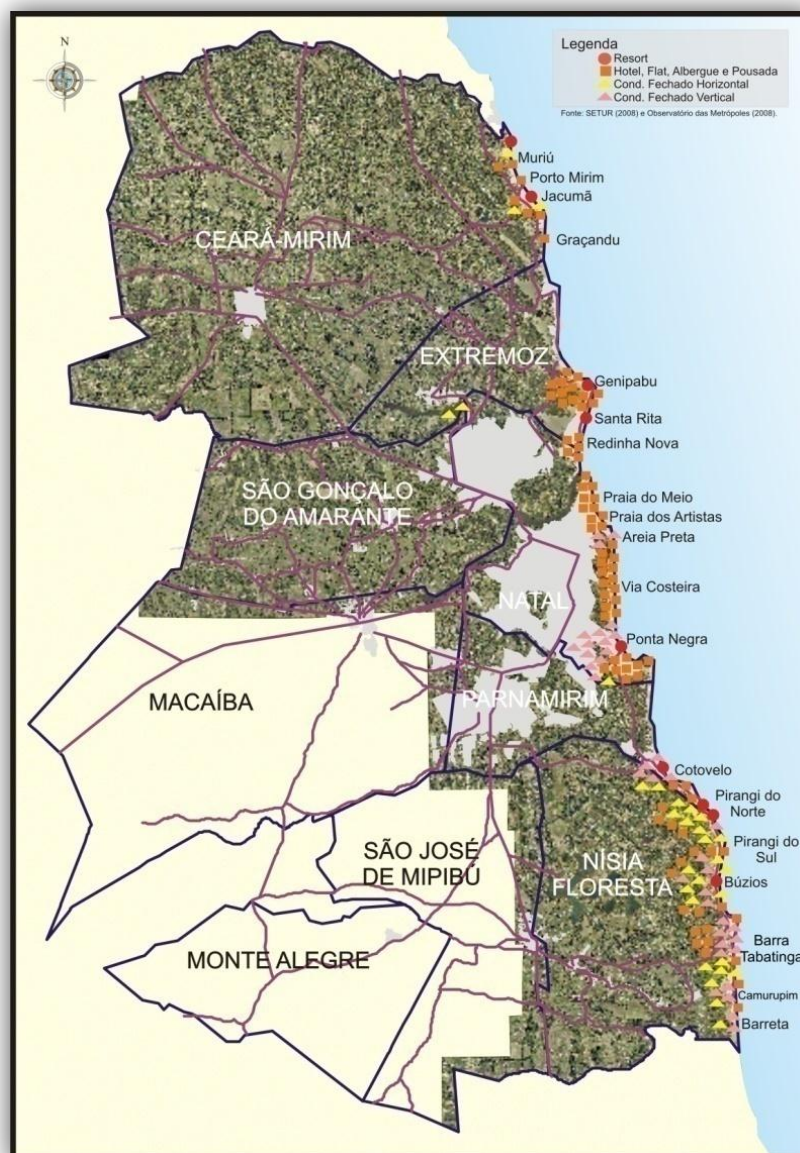 N
Legenda
Resort
Hotel, Flat, Albergue e Pousada
Cond. Fechado Horizontal
Cond. Fechado Vertical
Fonte: SETUR (2008) e Observatório das Metrópoles (2008).
Muriú
Porto Mirim
Jacumã
Graçandu
CEARÁ-MIRIM
EXTREMOZ
Genipabu
Santa Rita
Redinha Nova
SÃO GONÇALO
DO AMARANTE
Praia do Meio
Praia dos Artistas
Areia Preta
Via Costeira
NATAL
Ponta Negra
MACAÍBA
PARNAMIRIM
Cotovelo
Pirangi do
Norte
Pirangi do
Sul
SÃO JOSÉ
DE MIPIBÚ
NÍSIA
FLORESTA
Búzios
Barra
Tabatinga
MONTE ALEGRE
Camurupim
Barreta